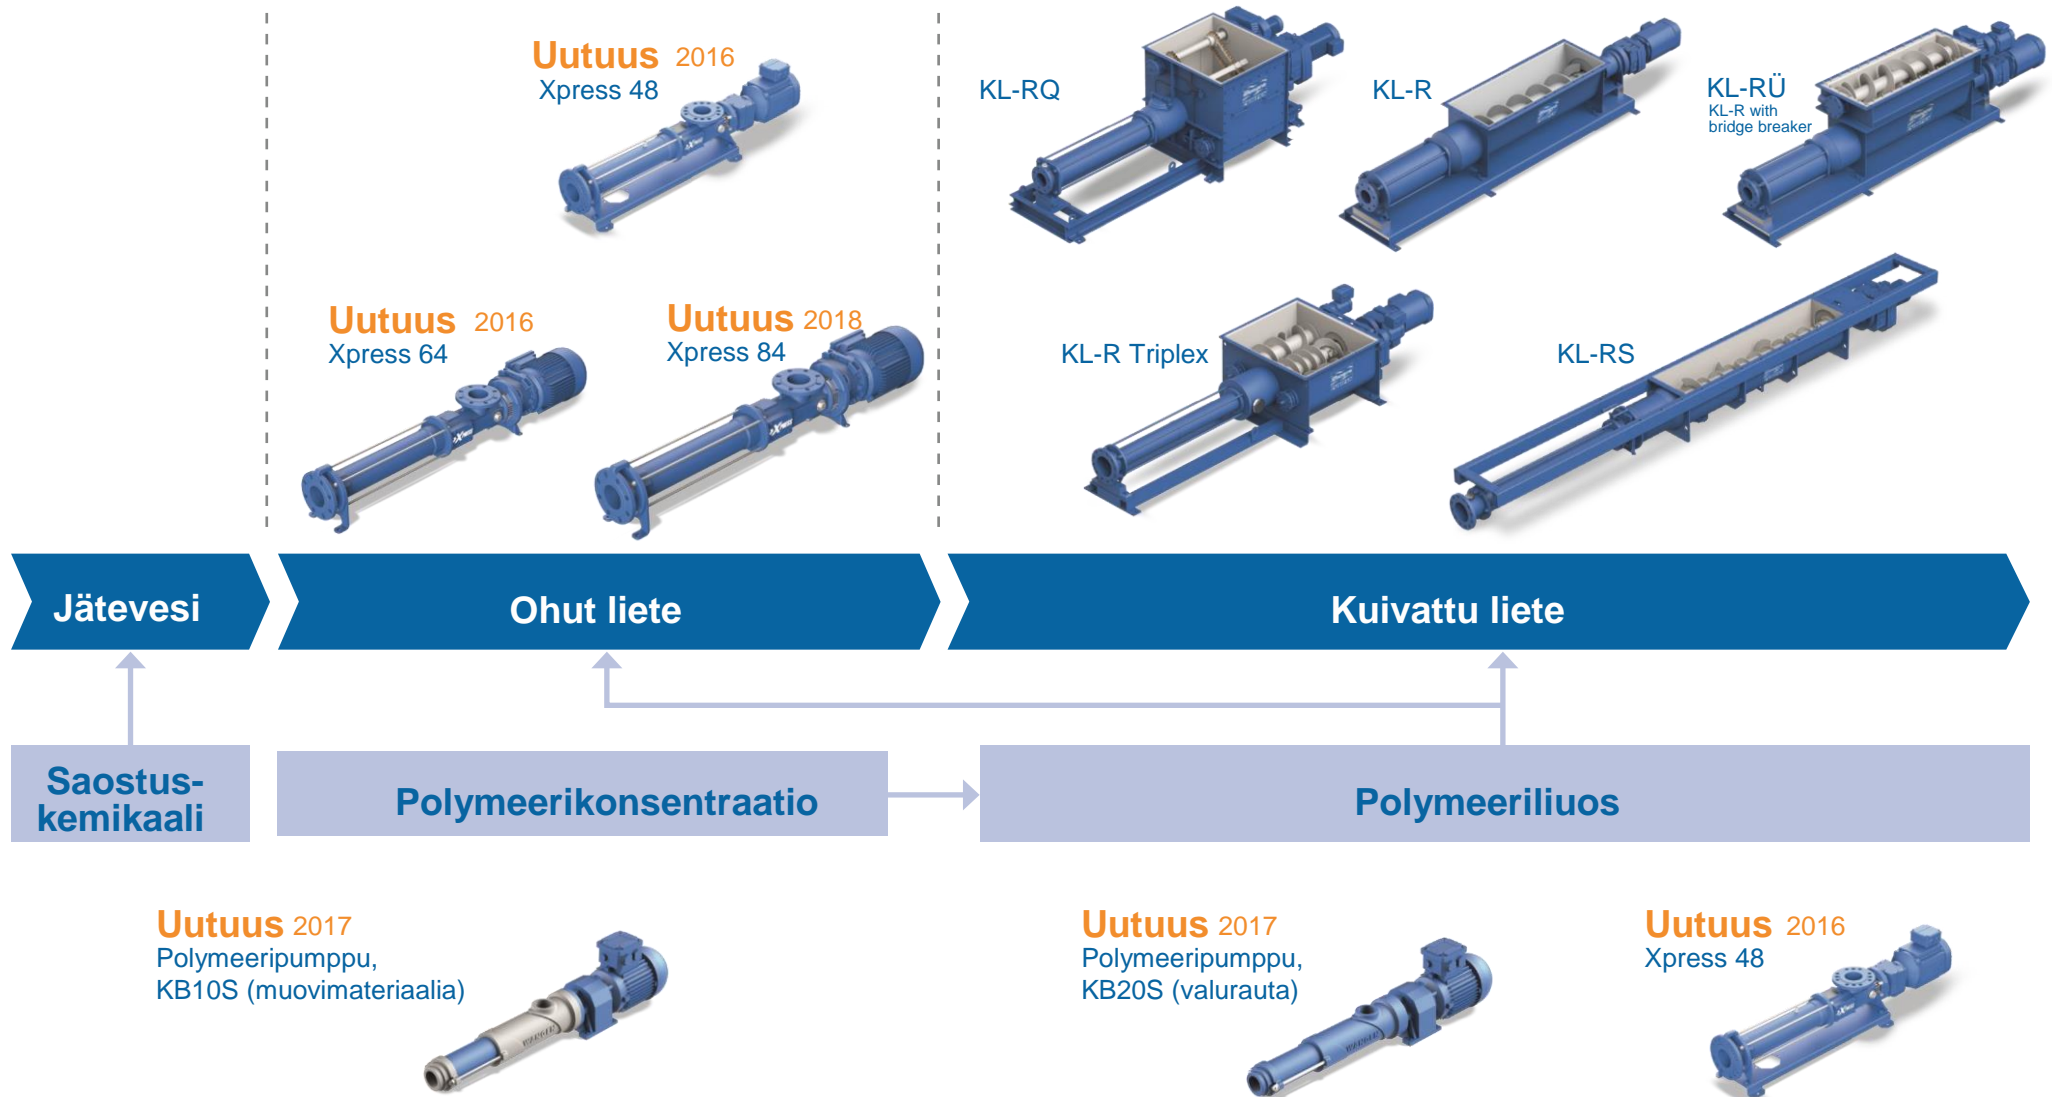 Uutuus 2016
Xpress 48
KL-RQ
KL-R
KL-RÜ
KL-R with
bridge breaker
Uutuus 2016
Xpress 64
Uutuus 2018
Xpress 84
KL-R Triplex
KL-RS
Jätevesi
Ohut liete
Kuivattu liete
Saostus-
kemikaali
Polymeerikonsentraatio
Polymeeriliuos
Uutuus 2017
Polymeeripumppu,
KB10S (muovimateriaalia)
Uutuus 2017
Polymeeripumppu,
KB20S (valurauta)
Uutuus 2016
Xpress 48